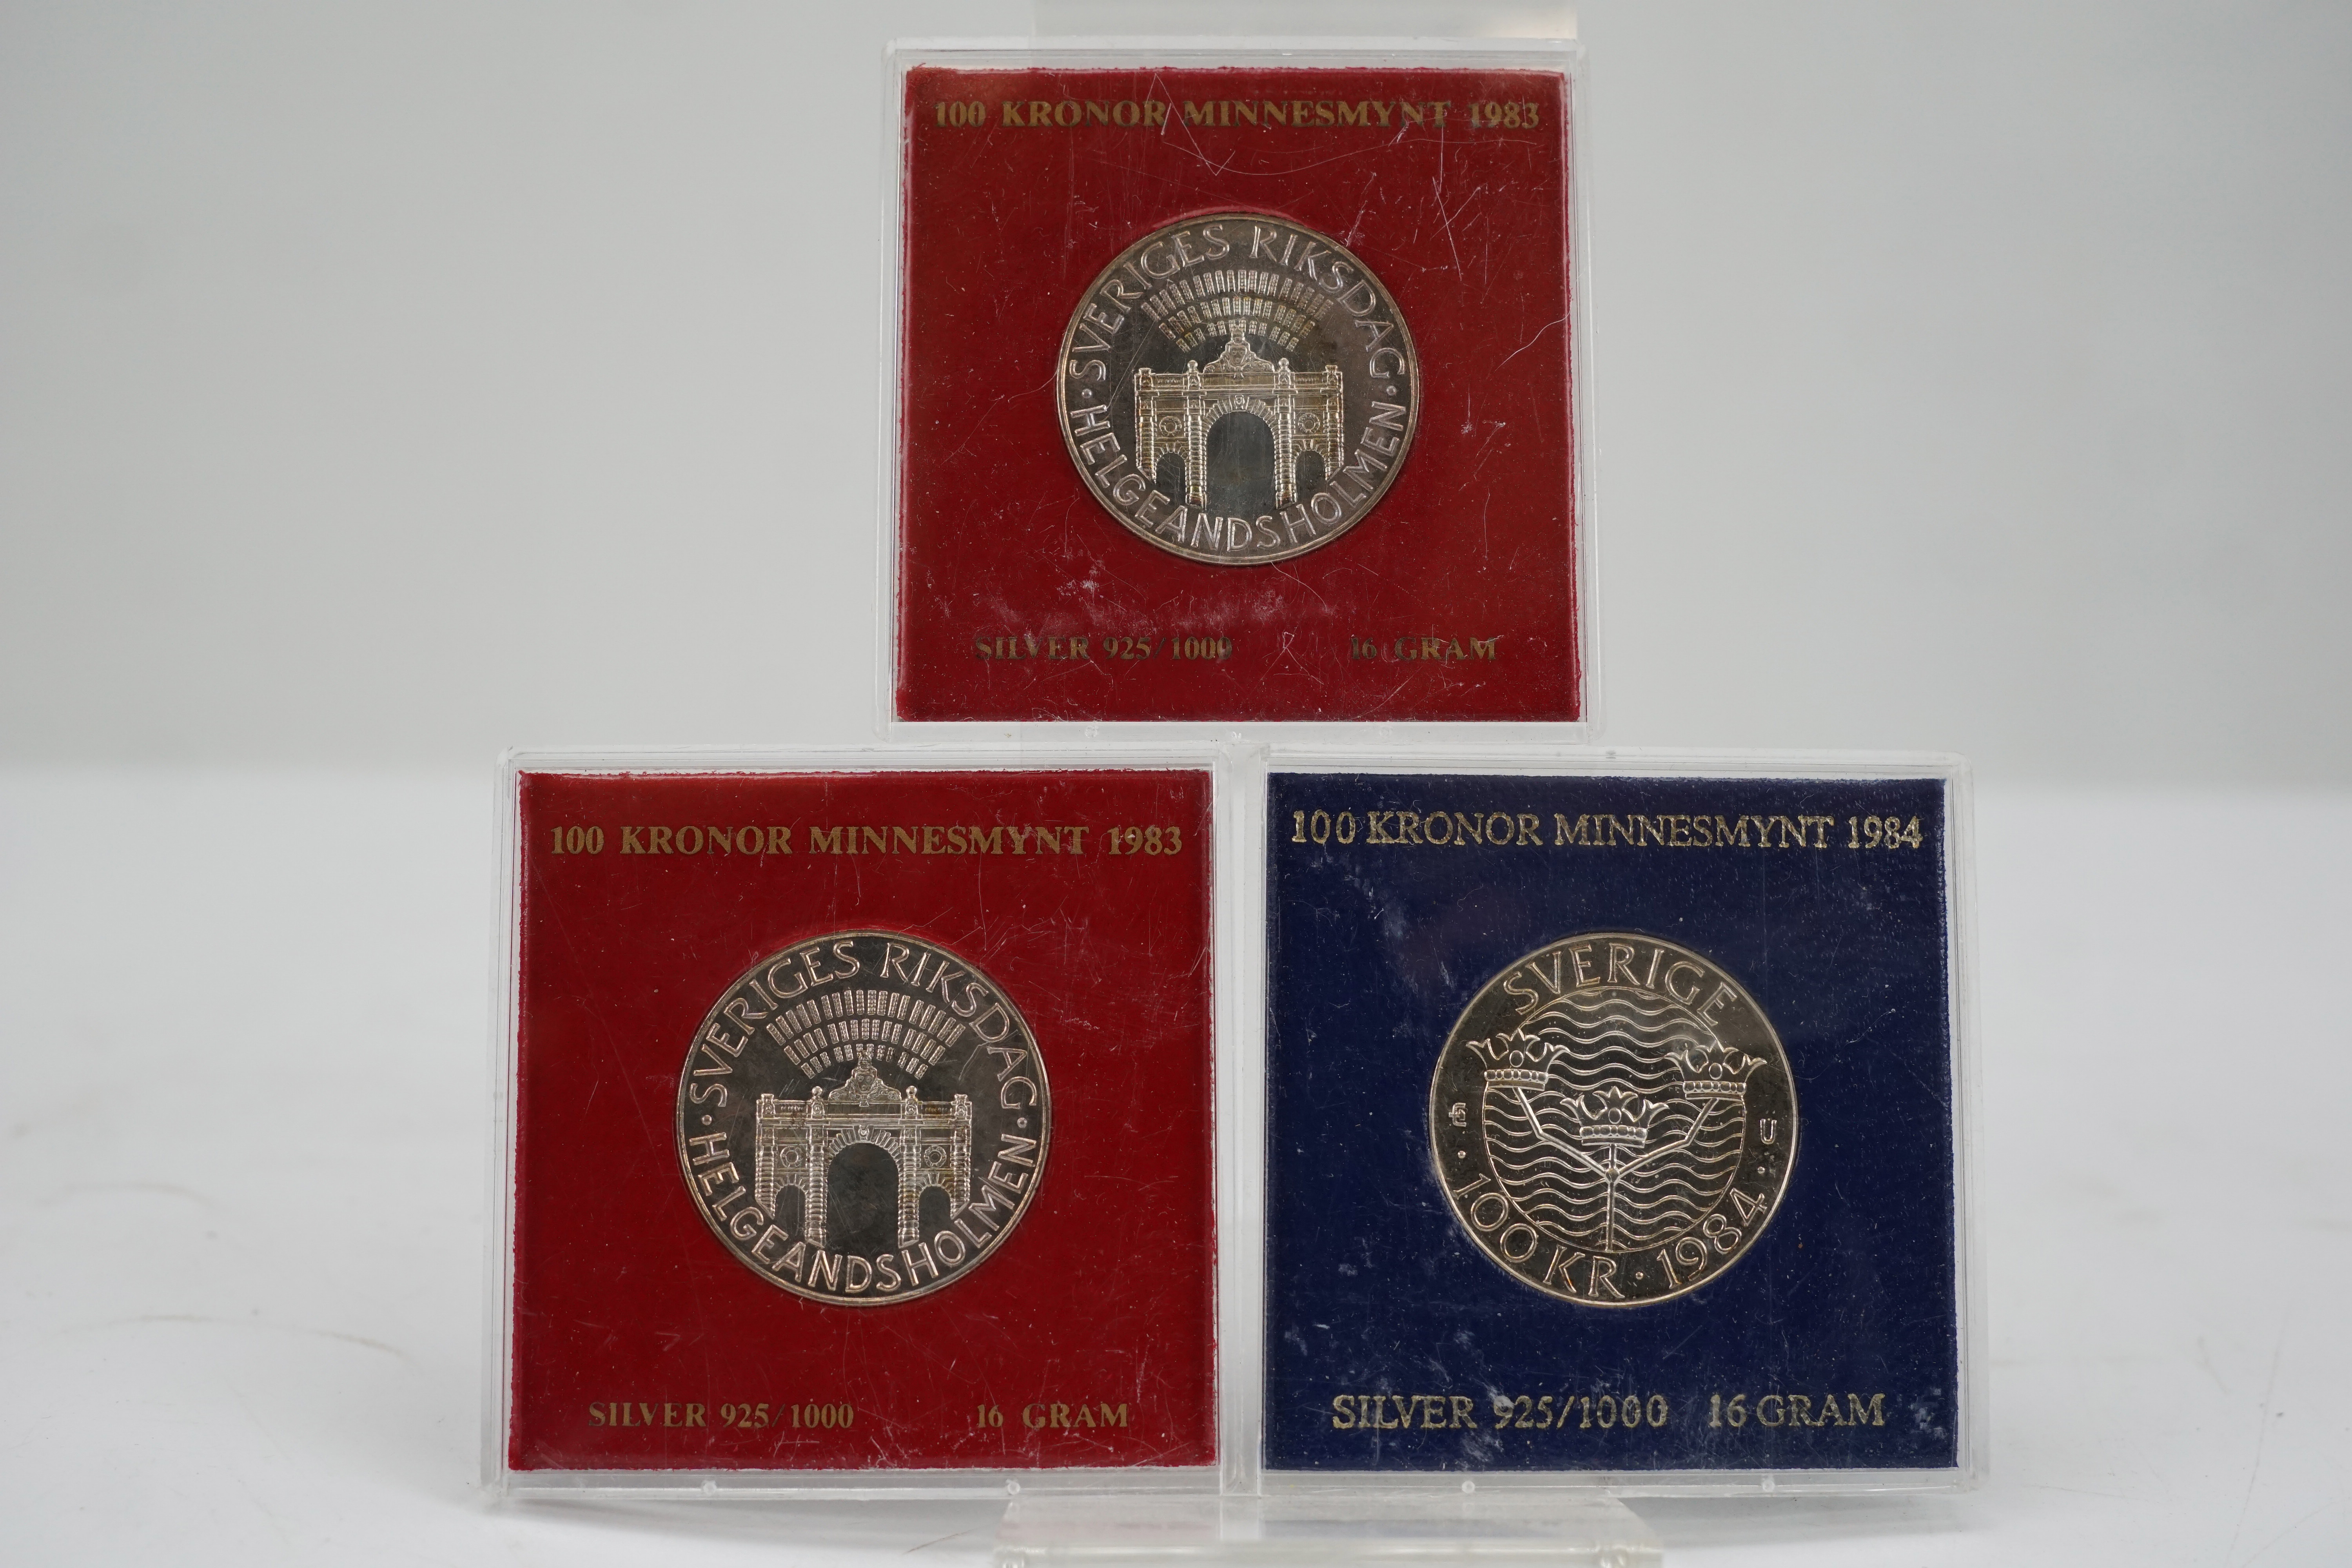 100 KRONOR MINNESMYNT 1983
SVERIGES RIKSDAG
· HELGEANDSHOLMEN ·
SILVER 925/1000 16 GRAM
100 KRONOR MINNESMYNT 1983
SVERIGES RIKSDAG
· HELGEANDSHOLMEN ·
SILVER 925/1000 16 GRAM
100 KRONOR MINNESMYNT 1984
SVERIGE
U
· 100 KR · 1984 ·
SILVER 925/1000 16 GRAM